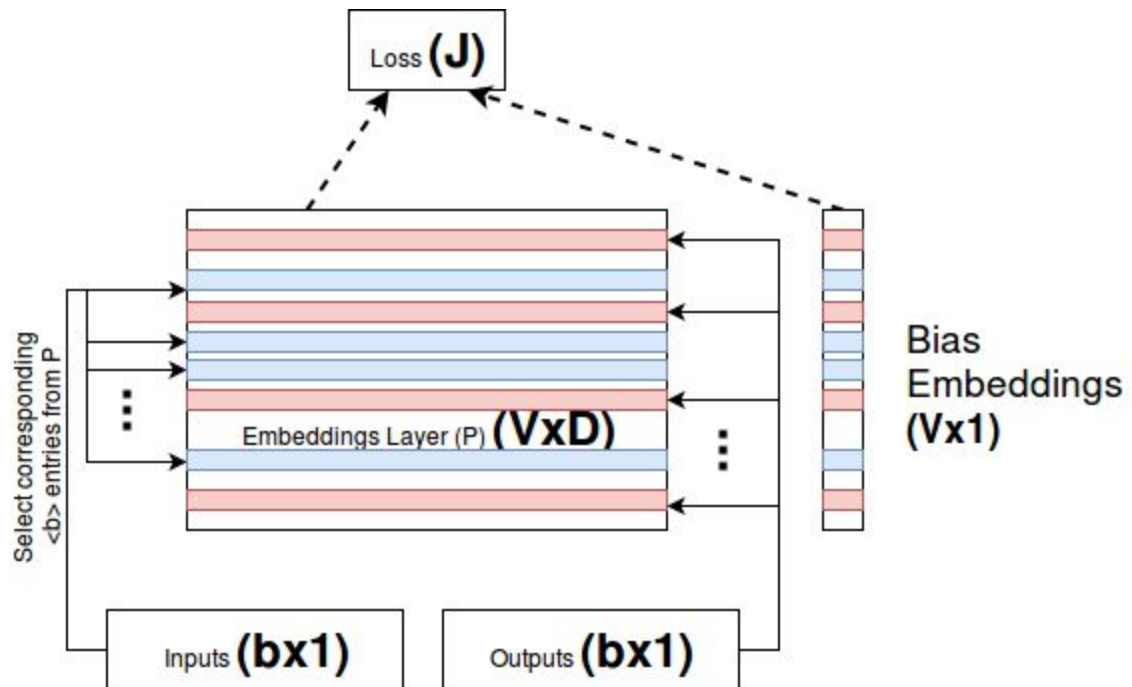 Loss (J)
Select corresponding
<b> entries from P
Embeddings Layer (P) (VxD)
Bias
Embeddings
(Vx1)
Inputs (bx1)
Outputs (bx1)